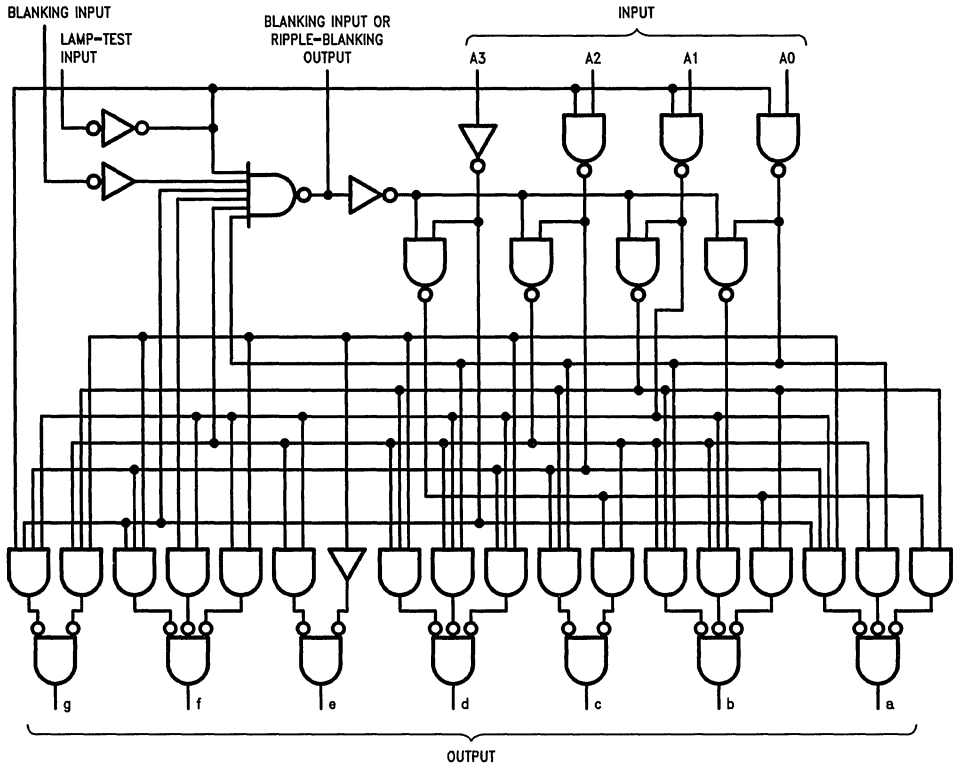 BLANKING INPUT
LAMP-TEST
INPUT
BLANKING INPUT OR
RIPPLE-BLANKING
OUTPUT
INPUT
A3
A2
A1
A0
g
f
e
d
c
b
a
OUTPUT